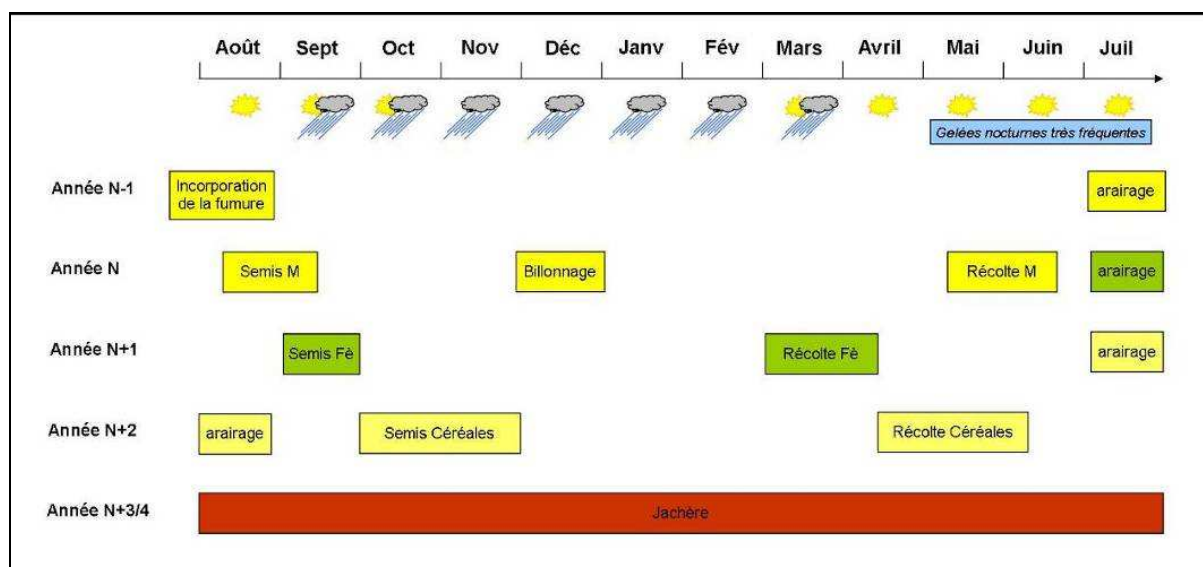 Août Sept Oct Nov Déc Janv Fév Mars Avril Mai Juin Juil
Gelées nocturnes très fréquentes
Année N-1
Incorporation
de la fumure
arairage
Année N
Semis M
Billonnage
Récolte M
arairage
Année N+1
Semis Fè
Récolte Fè
arairage
Année N+2
arairage
Semis Céréales
Récolte Céréales
Année N+3/4
Jachère